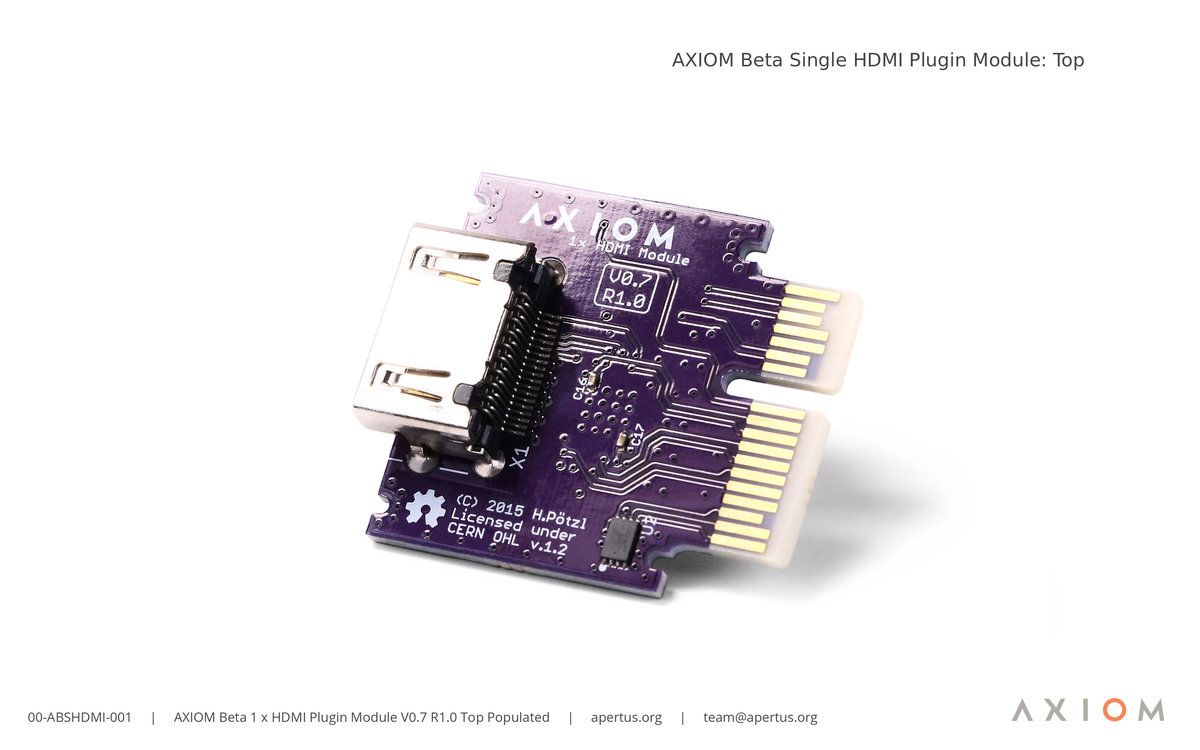 AXIOM Beta Single HDMI Plugin Module: Top
AXIOM
1x HDMI Module
V0.7
R1.0
C16
C17
X1
U2
(C) 2015 H.Pötzl
Licensed under
CERN OHL v.1.2
00-ABSHDMI-001 | AXIOM Beta 1 x HDMI Plugin Module V0.7 R1.0 Top Populated | apertus.org | team@apertus.org
AXIOM